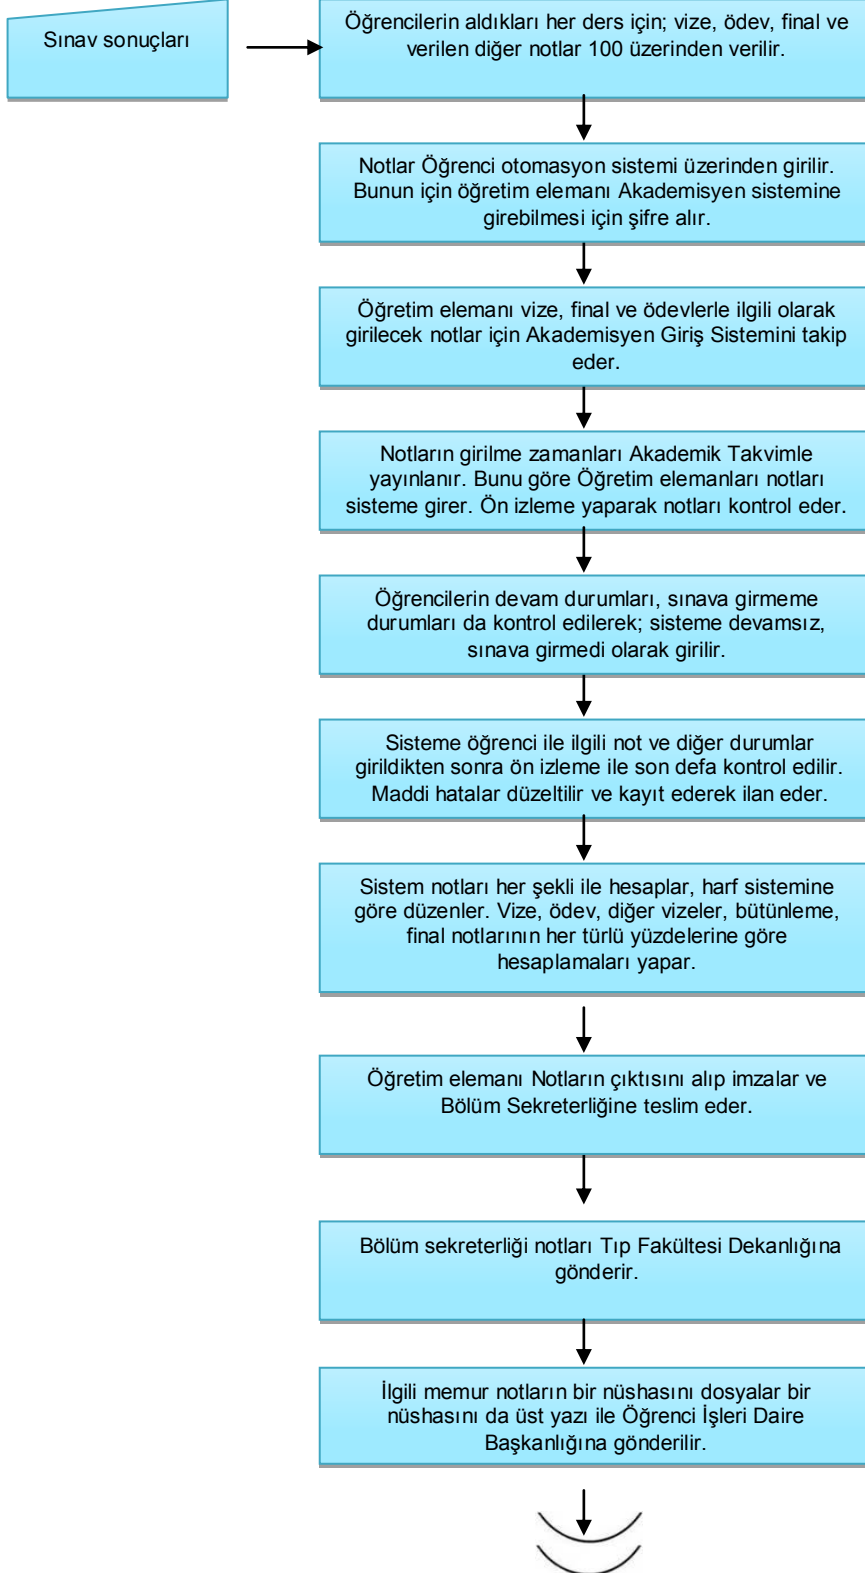 Sınav sonuçları
Öğrencilerin aldıkları her ders için; vize, ödev, final ve
verilen diğer notlar 100 üzerinden verilir.
Notlar Öğrenci otomasyon sistemi üzerinden girilir.
Bunun için öğretim elemanı Akademisyen sistemine
girebilmesi için şifre alır.
Öğretim elemanı vize, final ve ödevlerle ilgili olarak
girilecek notlar için Akademisyen Giriş Sistemini takip
eder.
Notların girilme zamanları Akademik Takvimle
yayınlanır. Bunu göre Öğretim elemanları notları
sisteme girer. Ön izleme yaparak notları kontrol eder.
Öğrencilerin devam durumları, sınava girmeme
durumları da kontrol edilerek; sisteme devamsız,
sınava girmedi olarak girilir.
Sisteme öğrenci ile ilgili not ve diğer durumlar
girildikten sonra ön izleme ile son defa kontrol edilir.
Maddi hatalar düzeltilir ve kayıt ederek ilan eder.
Sistem notları her şekli ile hesaplar, harf sistemine
göre düzenler. Vize, ödev, diğer vizeler, bütünleme,
final notlarının her türlü yüzdelerine göre
hesaplamaları yapar.
Öğretim elemanı Notların çıktısını alıp imzalar ve
Bölüm Sekreterliğine teslim eder.
Bölüm sekreterliği notları Tıp Fakültesi Dekanlığına
gönderir.
İlgili memur notların bir nüshasını dosyalar bir
nüshasını da üst yazı ile Öğrenci İşleri Daire
Başkanlığına gönderilir.